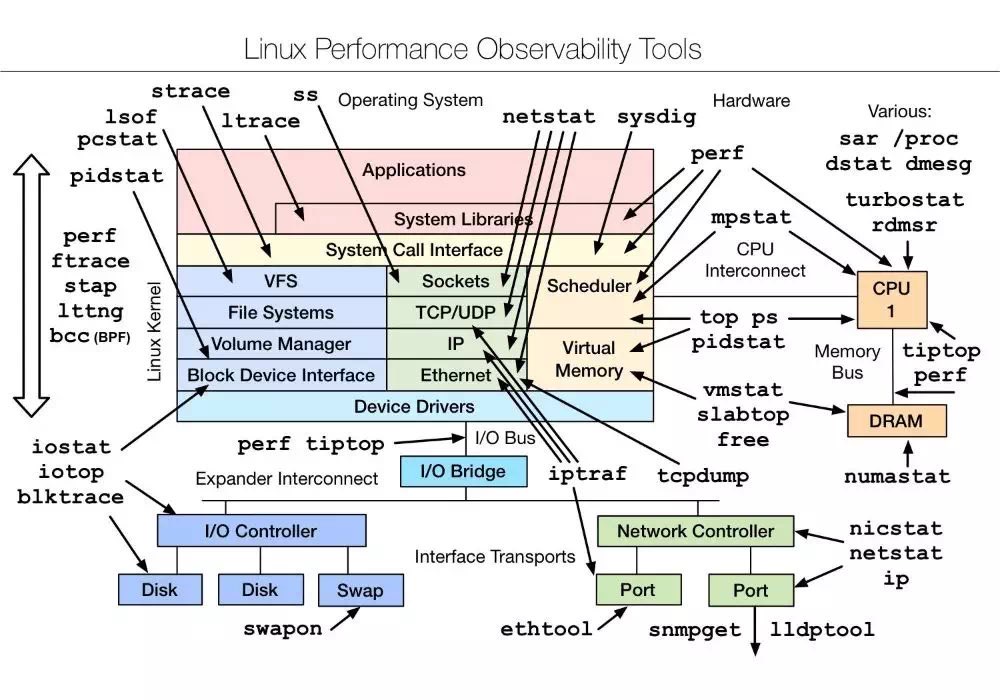 Linux Performance Observability Tools
strace
ss
Operating System
Hardware
Various:
lsof
pcstat
ltrace
netstat
sysdig
sar /proc
dstat dmesg
pidstat
Applications
perf
turbostat
rdmsr
System Libraries
mpstat
perf
ftrace
stap
lttng
bcc (BPF)
Linux Kernel
System Call Interface
CPU
Interconnect
VFS
Sockets
Scheduler
CPU
1
File Systems
TCP/UDP
top ps
pidstat
Volume Manager
IP
Virtual
Memory
Memory
Bus
tiptop
perf
Block Device Interface
Ethernet
vmstat
slabtop
free
Device Drivers
DRAM
iostat
iotop
blktrace
perf tiptop
I/O Bus
I/O Bridge
iptraf
tcpdump
numastat
Expander Interconnect
I/O Controller
Interface Transports
Network Controller
nicstat
netstat
ip
Disk
Disk
Swap
Port
Port
swapon
ethtool
snmpget
lldptool